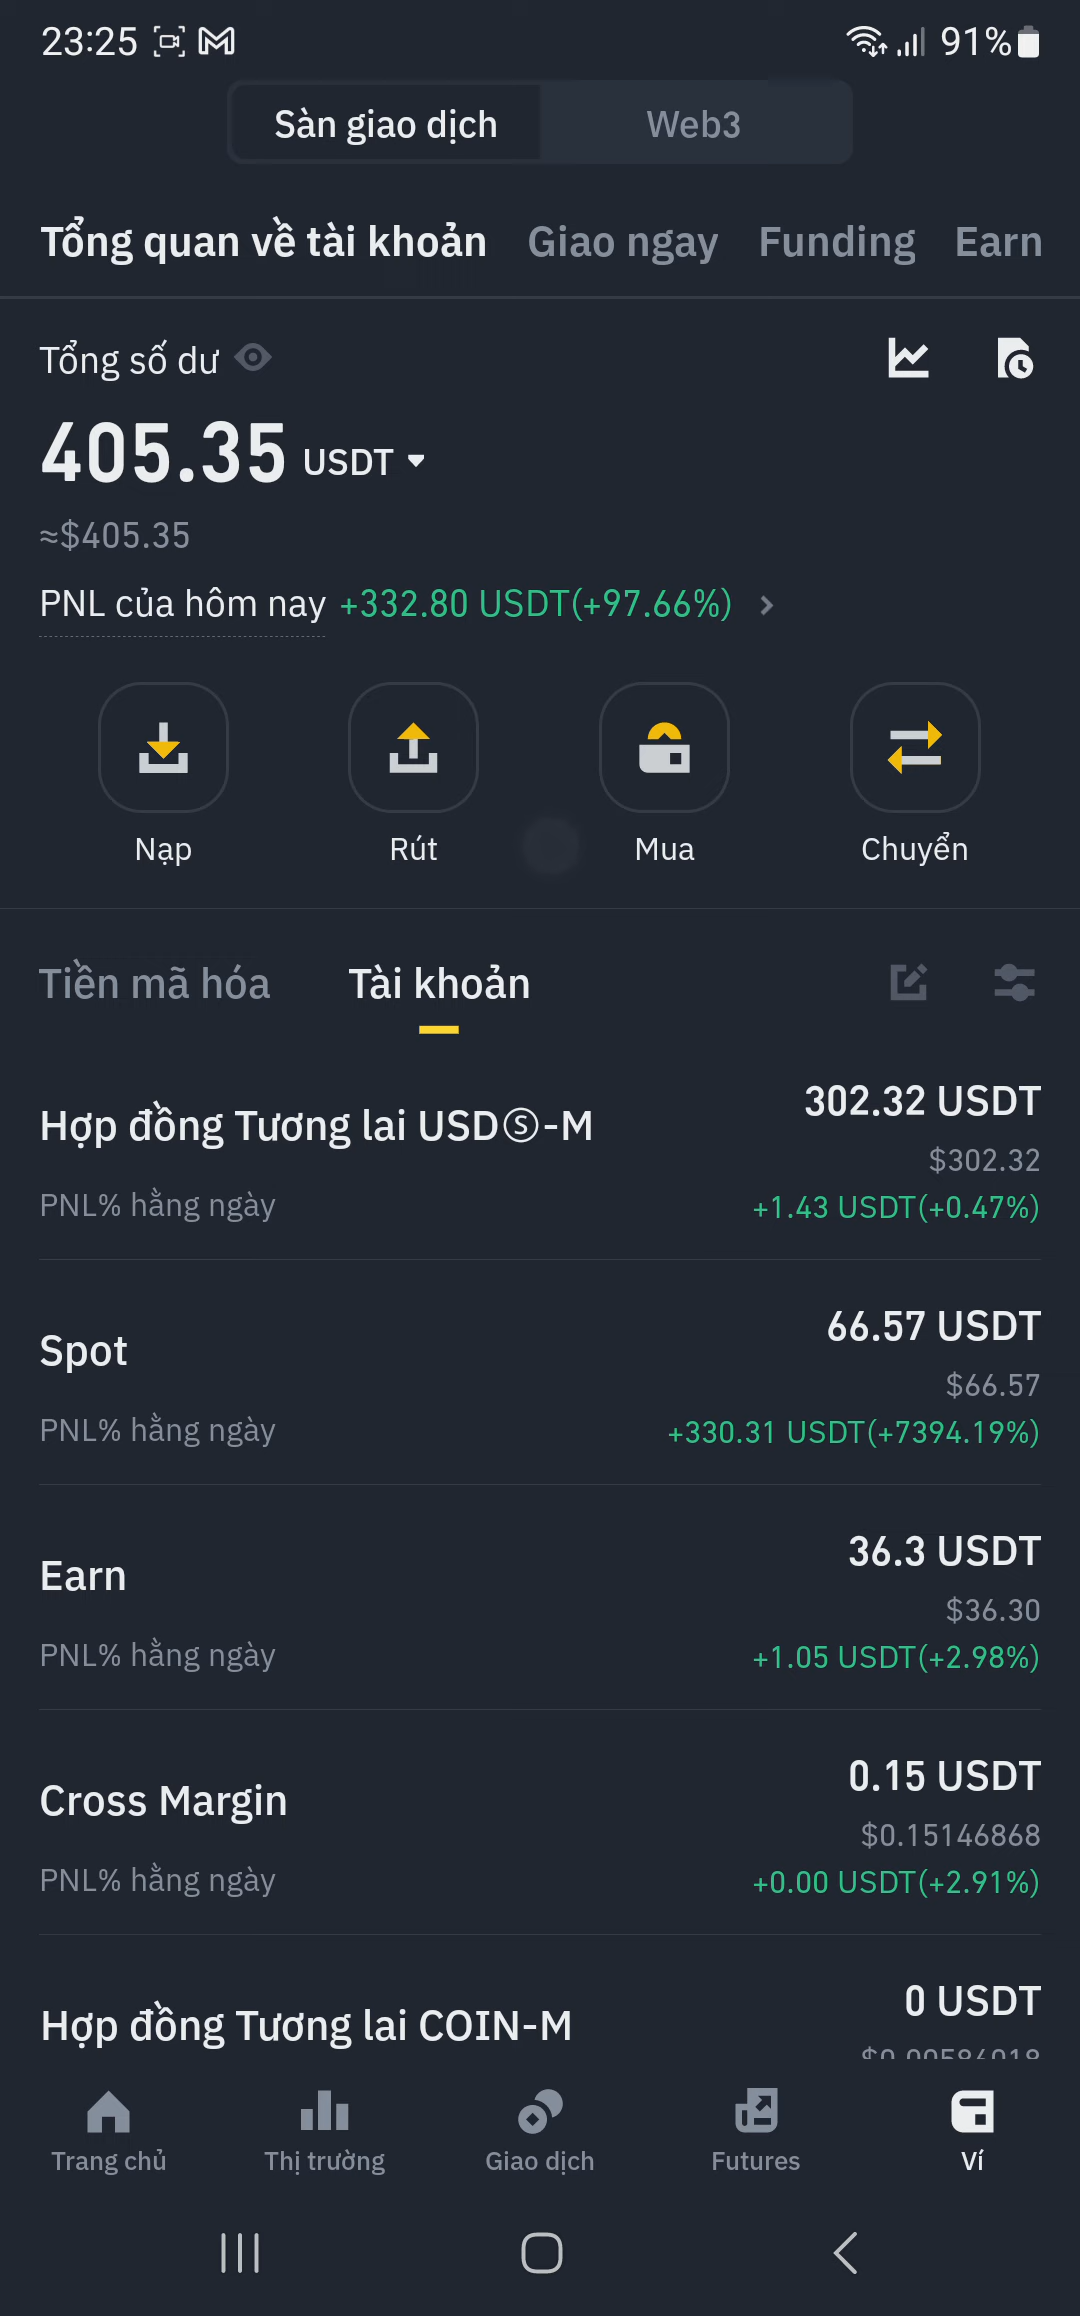 23:25 91%
Sàn giao dịch Web3
Tổng quan về tài khoản Giao ngay Funding Earn
Tổng số dư
405.35 USDT
≈$405.35
PNL của hôm nay +332.80 USDT(+97.66%)
Nạp Rút Mua Chuyển
Tiền mã hóa Tài khoản
302.32 USDT
Hợp đồng Tương lai USDⓈ-M
$302.32
PNL% hằng ngày +1.43 USDT(+0.47%)
66.57 USDT
Spot
$66.57
PNL% hằng ngày +330.31 USDT(+7394.19%)
36.3 USDT
Earn
$36.30
PNL% hằng ngày +1.05 USDT(+2.98%)
0.15 USDT
Cross Margin
$0.15146868
PNL% hằng ngày +0.00 USDT(+2.91%)
0 USDT
Hợp đồng Tương lai COIN-M
Trang chủ Thị trường Giao dịch Futures Ví